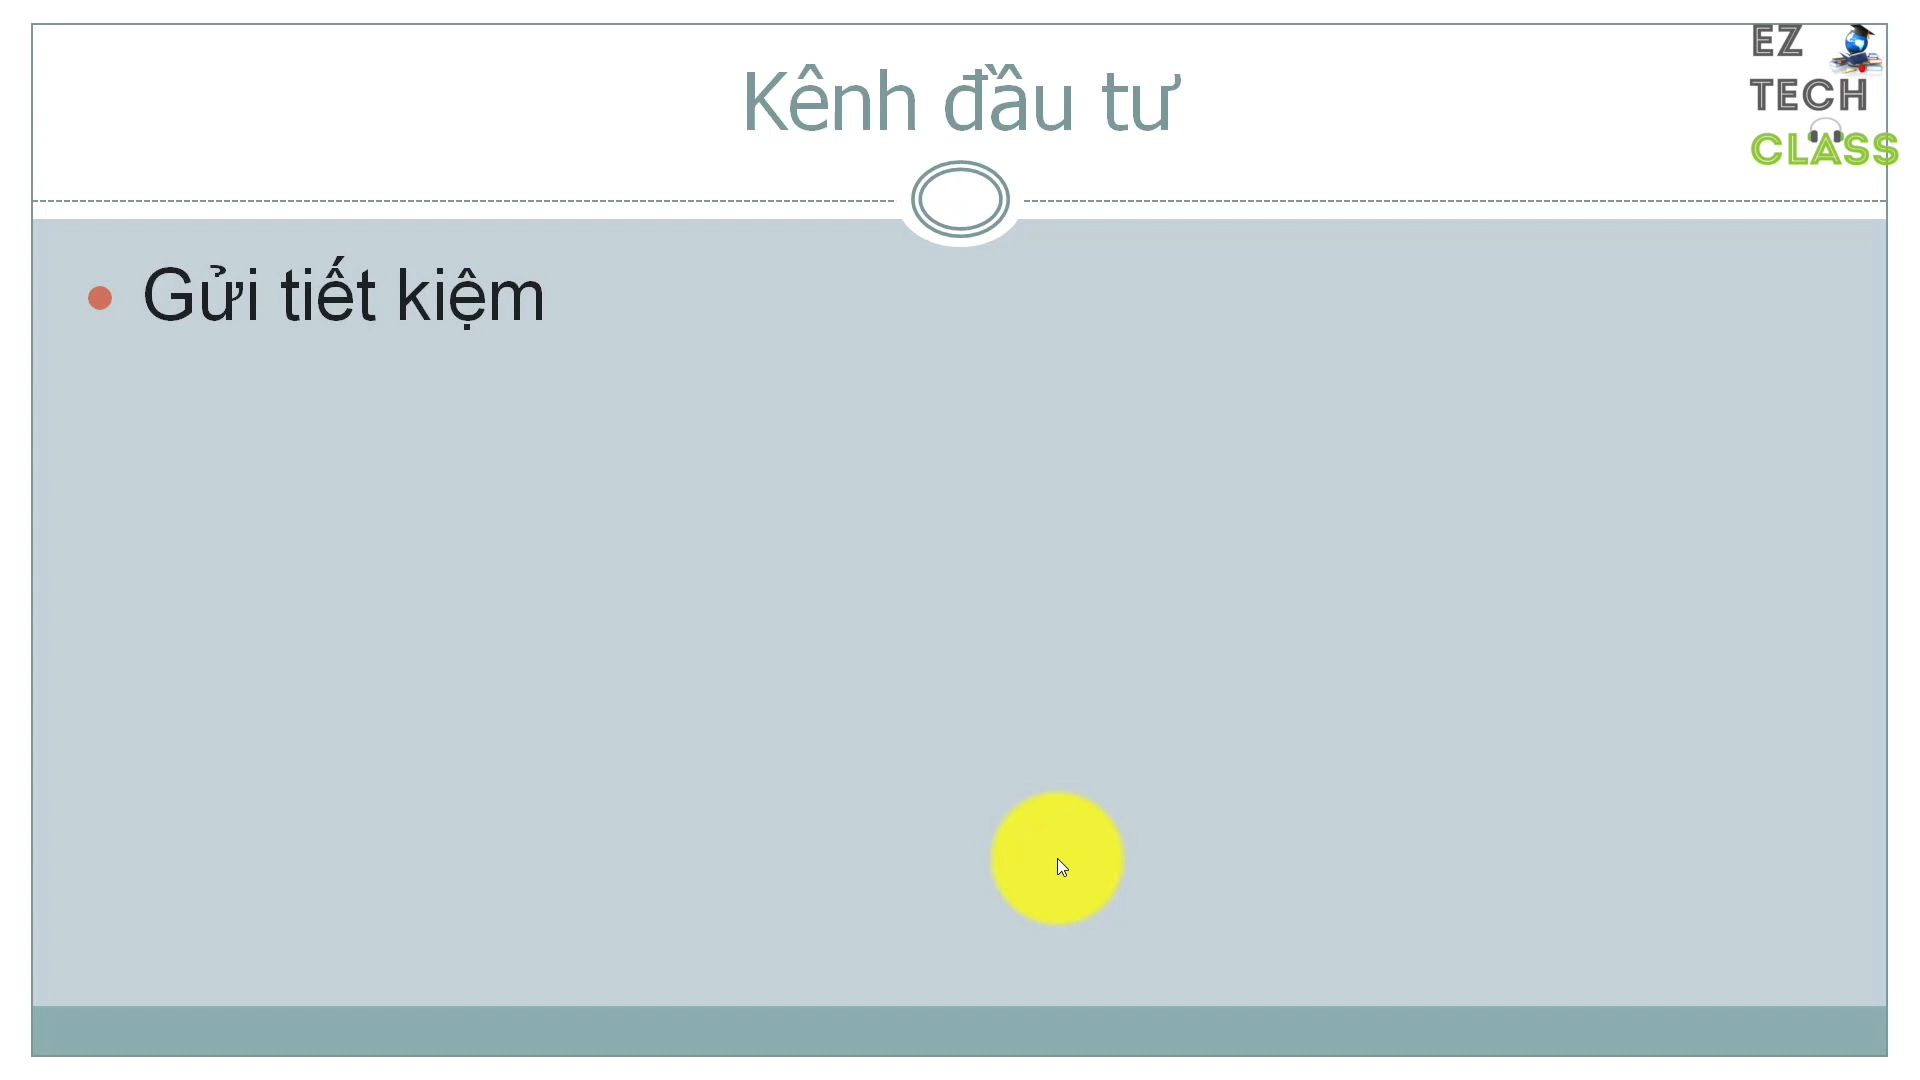 Kênh đầu tư
EZ
TECH
CLASS
Gửi tiết kiệm